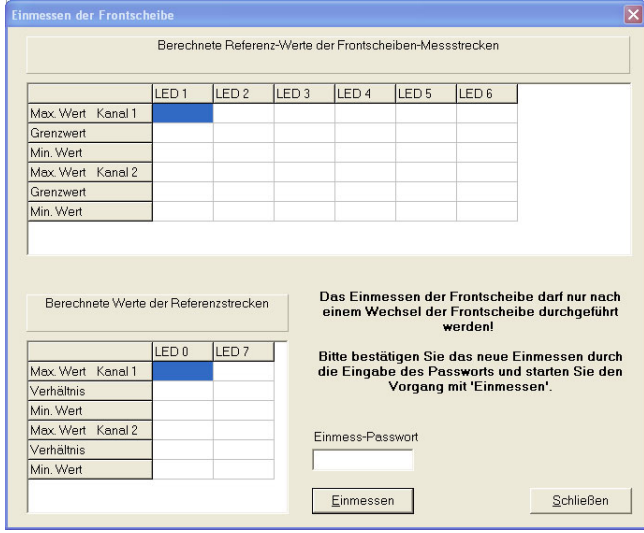 Einmessen der Frontscheibe
Berechnete Referenz-Werte der Frontscheiben-Messstrecken
LED 1 LED 2 LED 3 LED 4 LED 5 LED 6
Max. Wert Kanal 1
Grenzwert
Min. Wert
Max. Wert Kanal 2
Grenzwert
Min. Wert
Berechnete Werte der Referenzstrecken
LED 0 LED 7
Max. Wert Kanal 1
Verhältnis
Min. Wert
Max. Wert Kanal 2
Verhältnis
Min. Wert
Das Einmessen der Frontscheibe darf nur nach
einem Wechsel der Frontscheibe durchgeführt
werden!
Bitte bestätigen Sie das neue Einmessen durch
die Eingabe des Passworts und starten Sie den
Vorgang mit 'Einmessen'.
Einmess-Passwort
Einmessen
Schließen